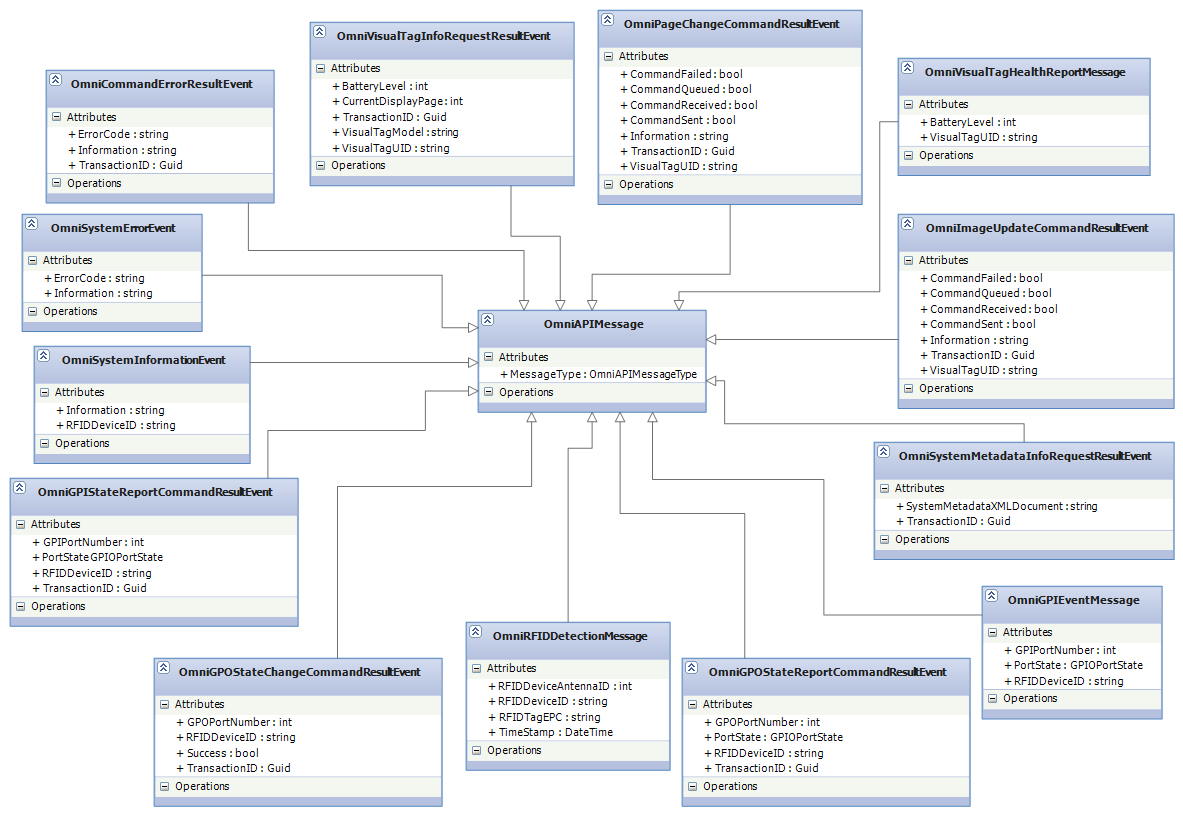 OmniCommandErrorResultEvent
Attributes
+ ErrorCode : string
+ Information : string
+ TransactionID : Guid
Operations
OmniVisualTagInfoRequestResultEvent
Attributes
+ BatteryLevel : int
+ CurrentDisplayPage : int
+ TransactionID : Guid
+ VisualTagModel : string
+ VisualTagUID : string
Operations
OmniPageChangeCommandResultEvent
Attributes
+ CommandFailed : bool
+ CommandQueued : bool
+ CommandReceived : bool
+ CommandSent : bool
+ Information : string
+ TransactionID : Guid
+ VisualTagUID : string
Operations
OmniVisualTagHealthReportMessage
Attributes
+ BatteryLevel : int
+ VisualTagUID : string
Operations
OmniSystemErrorEvent
Attributes
+ ErrorCode : string
+ Information : string
Operations
OmniImageUpdateCommandResultEvent
Attributes
+ CommandFailed : bool
+ CommandQueued : bool
+ CommandReceived : bool
+ CommandSent : bool
+ Information : string
+ TransactionID : Guid
+ VisualTagUID : string
Operations
OmniAPIMessage
Attributes
+ MessageType : OmniAPIMessageType
Operations
OmniSystemInformationEvent
Attributes
+ Information : string
+ RFIDDeviceID : string
Operations
OmniSystemMetadataInfoRequestResultEvent
Attributes
+ SystemMetadataXMLDocument : string
+ TransactionID : Guid
Operations
OmniGPIStateReportCommandResultEvent
Attributes
+ GPIPortNumber : int
+ PortState GPIOPortState
+ RFIDDeviceID : string
+ TransactionID : Guid
Operations
OmniGPIEventMessage
Attributes
+ GPIPortNumber : int
+ PortState : GPIOPortState
+ RFIDDeviceID : string
Operations
OmniGPOStateChangeCommandResultEvent
Attributes
+ GPOPortNumber : int
+ RFIDDeviceID : string
+ Success : bool
+ TransactionID : Guid
Operations
OmniRFIDDetectionMessage
Attributes
+ RFIDDeviceAntennaID : int
+ RFIDDeviceID : string
+ RFIDTagEPC : string
+ TimeStamp : DateTime
Operations
OmniGPOStateReportCommandResultEvent
Attributes
+ GPOPortNumber : int
+ PortState : GPIOPortState
+ RFIDDeviceID : string
+ TransactionID : Guid
Operations